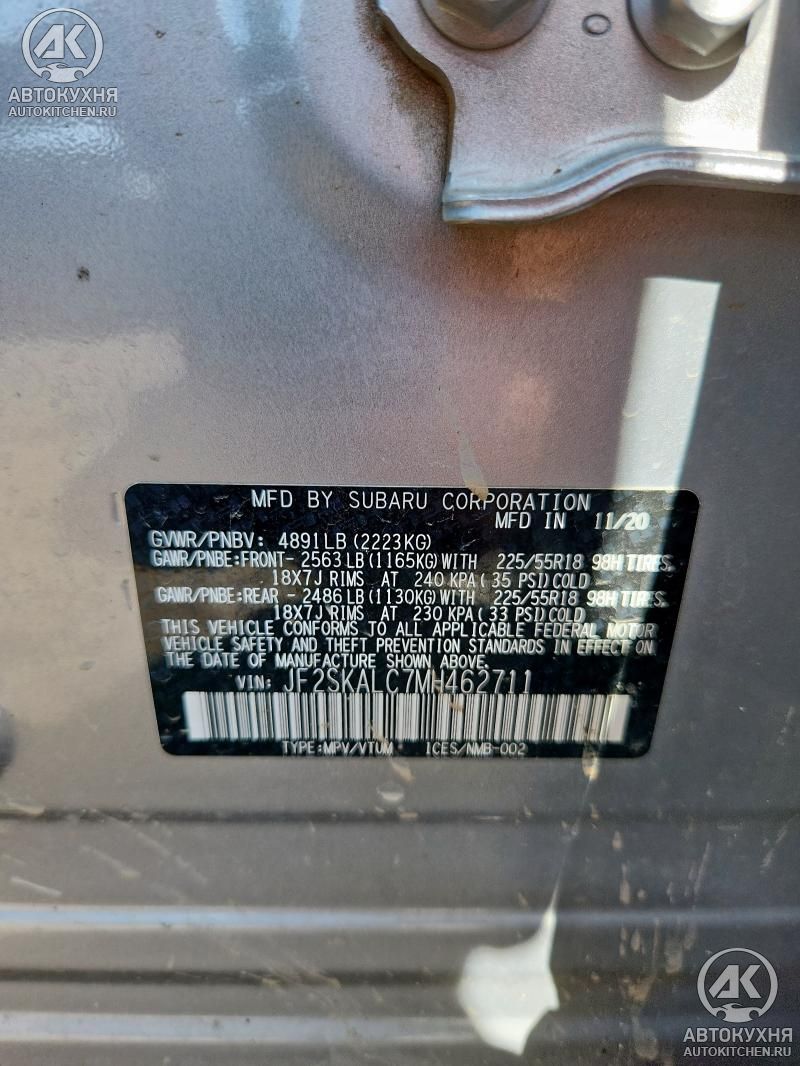 АК
АВТОКУХНЯ
AUTOKITCHEN.RU
MFD BY SUBARU CORPORATION
MFD IN 11/20
GVWR/PNBV: 4891LB(2223KG)
GAWR/PNBE:FRONT- 2563LB(1165KG)WITH 225/55R18 98H TIRES,
18X7J RIMS AT 240 KPA( 35 PSI)COLD
GAWR/PNBE:REAR - 2486LB(1130KG)WITH 225/55R18 98H TIRES,
18X7J RIMS AT 230 KPA( 33 PSI)COLD
THIS VEHICLE CONFORMS TO ALL APPLICABLE FEDERAL MOTOR
VEHICLE SAFETY AND THEFT PREVENTION STANDARDS IN EFFECT ON
THE DATE OF MANUFACTURE SHOWN ABOVE.
VIN: JF2SKALC7MH462711
TYPE:MPV/VTUM ICES/NMB-002
АК
АВТОКУХНЯ
AUTOKITCHEN.RU